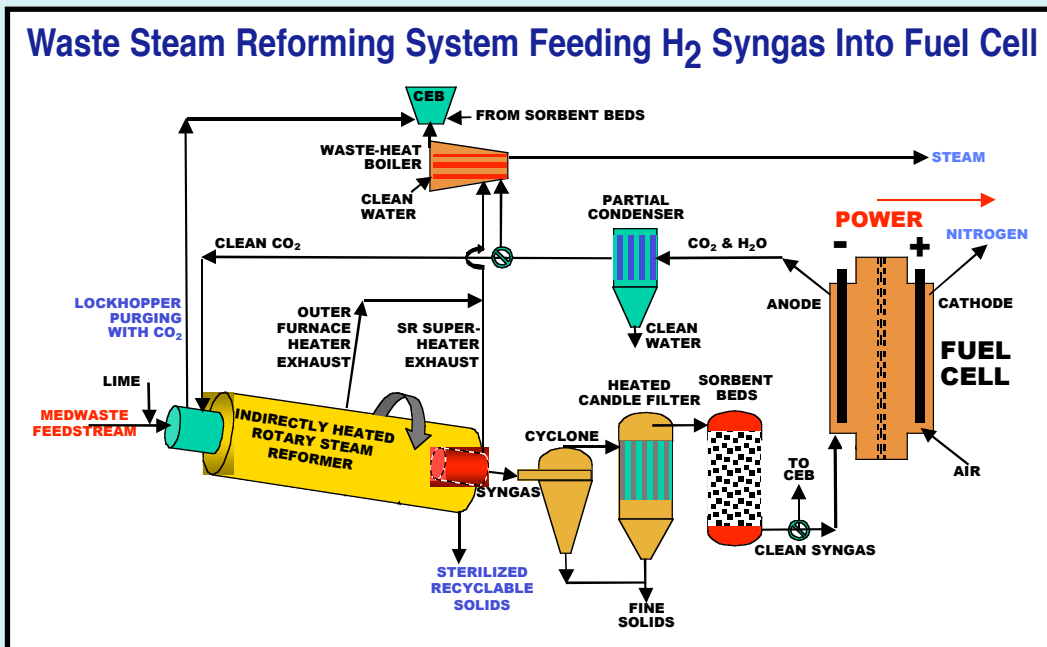 Waste Steam Reforming System Feeding H2 Syngas Into Fuel Cell
CEB
FROM SORBENT BEDS
WASTE-HEAT
BOILER
STEAM
CLEAN
WATER
PARTIAL
CONDENSER
POWER
-
+
NITROGEN
CLEAN CO2
CO2 & H2O
ANODE
CATHODE
LOCKHOPPER
PURGING
WITH CO2
OUTER
FURNACE
HEATER
EXHAUST
SR SUPER-
HEATER
EXHAUST
CLEAN
WATER
FUEL
CELL
LIME
HEATED
CANDLE FILTER
SORBENT
BEDS
MEDWASTE
FEEDSTREAM
INDIRECTLY HEATED
ROTARY STEAM
REFORMER
CYCLONE
SYNGAS
TO
CEB
AIR
CLEAN SYNGAS
STERILIZED
RECYCLABLE
SOLIDS
FINE
SOLIDS